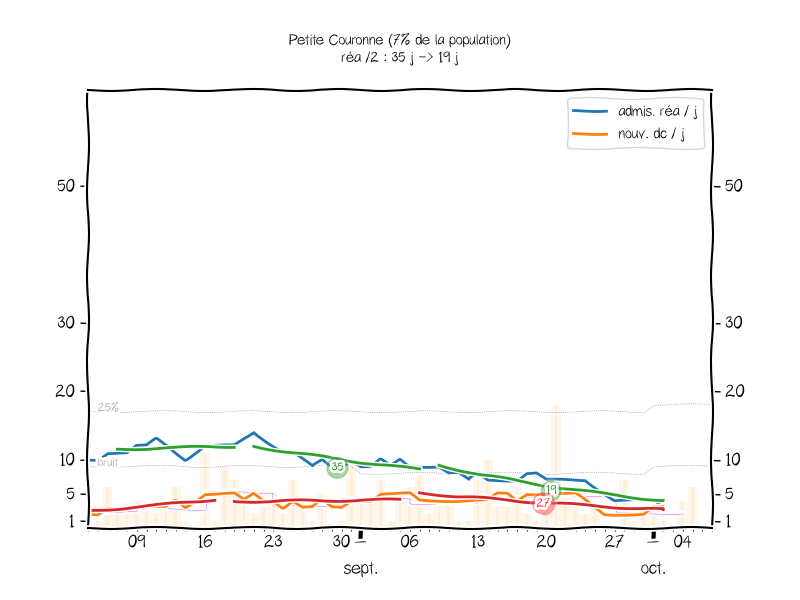 Petite Couronne (7% de la population)
réa /2 : 35 j -> 19 j
admis. réa / j
nouv. dc / j
50 50
30 30
20 20
25%
10 10
bruit
35
5 5
19
27
1 1
09 16 23 30 06 13 20 27 04
sept. oct.